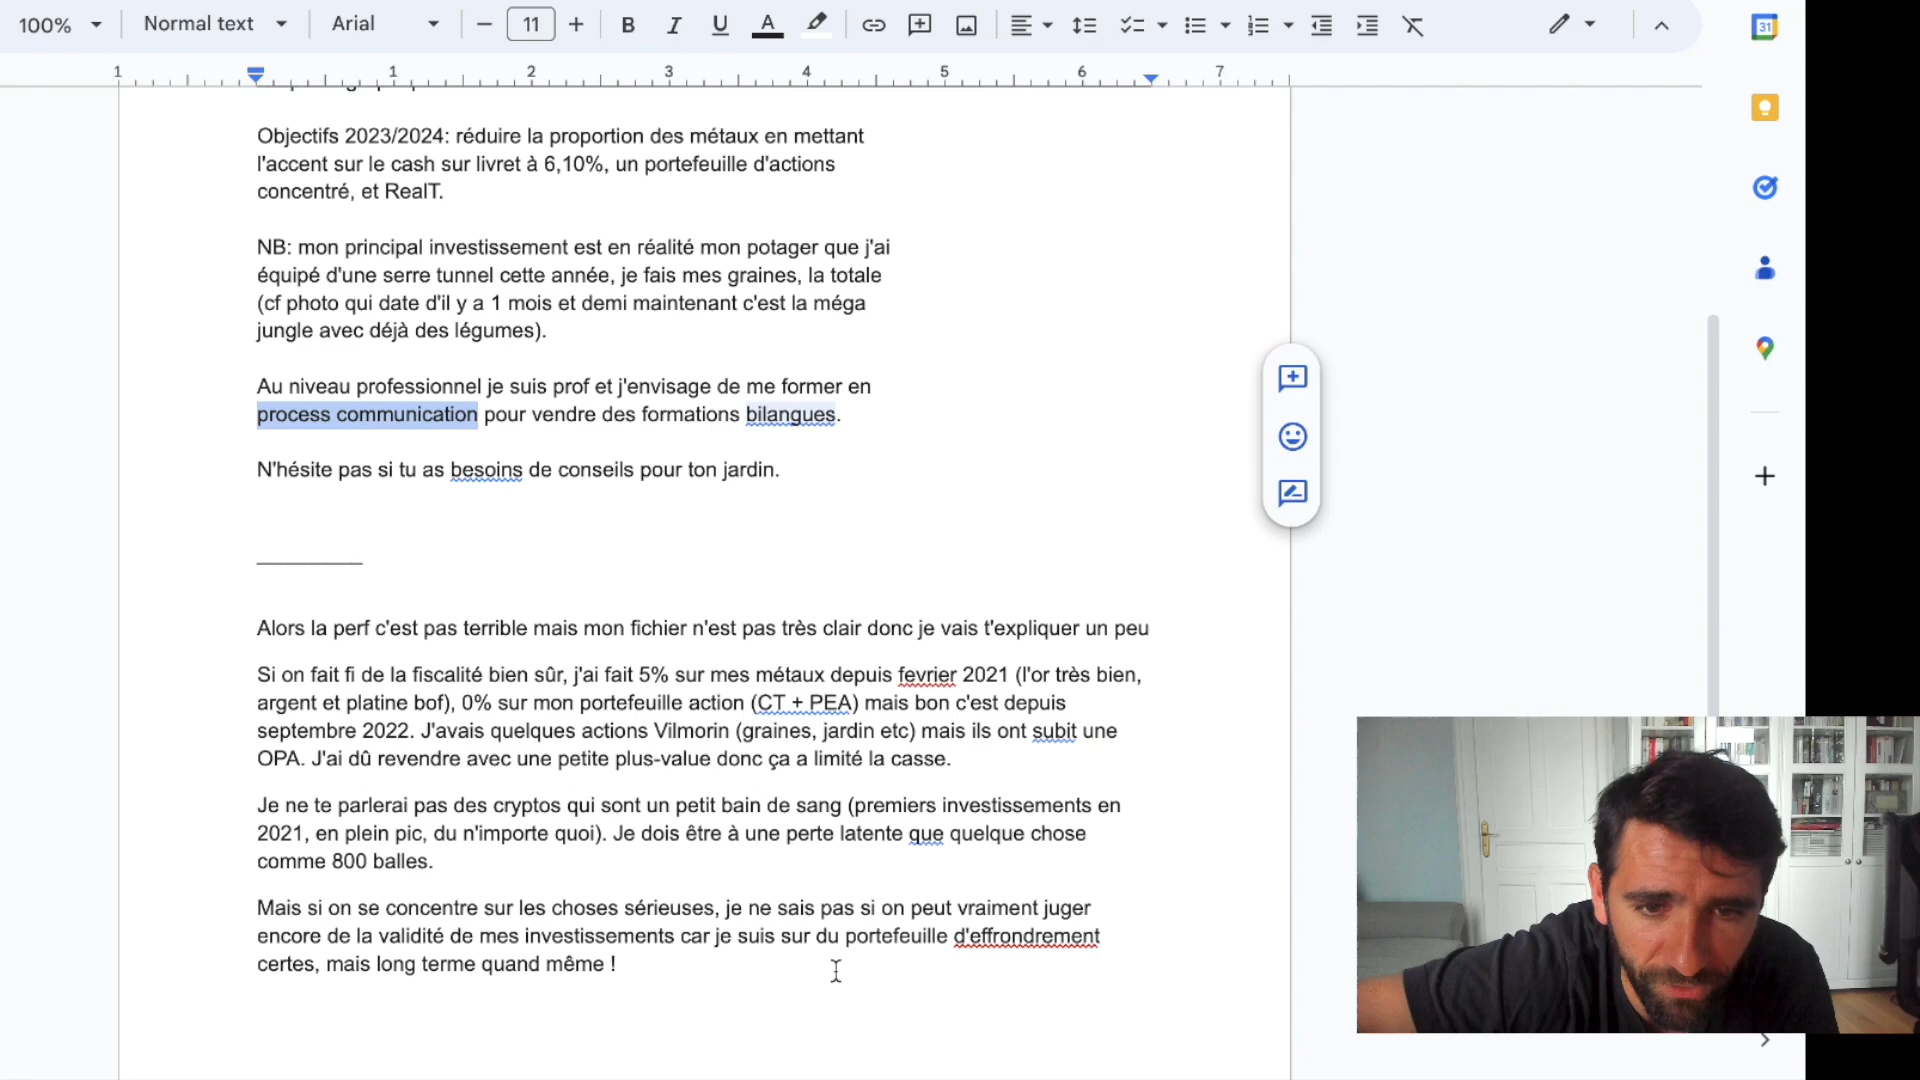 100%
Normal text
Arial
11
31
1
1
2
3
4
5
6
7
Objectifs 2023/2024: réduire la proportion des métaux en mettant
l'accent sur le cash sur livret à 6,10%, un portefeuille d'actions
concentré, et RealT.
NB: mon principal investissement est en réalité mon potager que j'ai
équipé d'une serre tunnel cette année, je fais mes graines, la totale
(cf photo qui date d'il y a 1 mois et demi maintenant c'est la méga
jungle avec déjà des légumes).
Au niveau professionnel je suis prof et j'envisage de me former en
process communication pour vendre des formations bilangues.
N'hésite pas si tu as besoins de conseils pour ton jardin.
Alors la perf c'est pas terrible mais mon fichier n'est pas très clair donc je vais t'expliquer un peu
Si on fait fi de la fiscalité bien sûr, j'ai fait 5% sur mes métaux depuis fevrier 2021 (l'or très bien,
argent et platine bof), 0% sur mon portefeuille action (CT + PEA) mais bon c'est depuis
septembre 2022. J'avais quelques actions Vilmorin (graines, jardin etc) mais ils ont subit une
OPA. J'ai dû revendre avec une petite plus-value donc ça a limité la casse.
Je ne te parlerai pas des cryptos qui sont un petit bain de sang (premiers investissements en
2021, en plein pic, du n'importe quoi). Je dois être à une perte latente que quelque chose
comme 800 balles.
Mais si on se concentre sur les choses sérieuses, je ne sais pas si on peut vraiment juger
encore de la validité de mes investissements car je suis sur du portefeuille d'effrondrement
certes, mais long terme quand même !